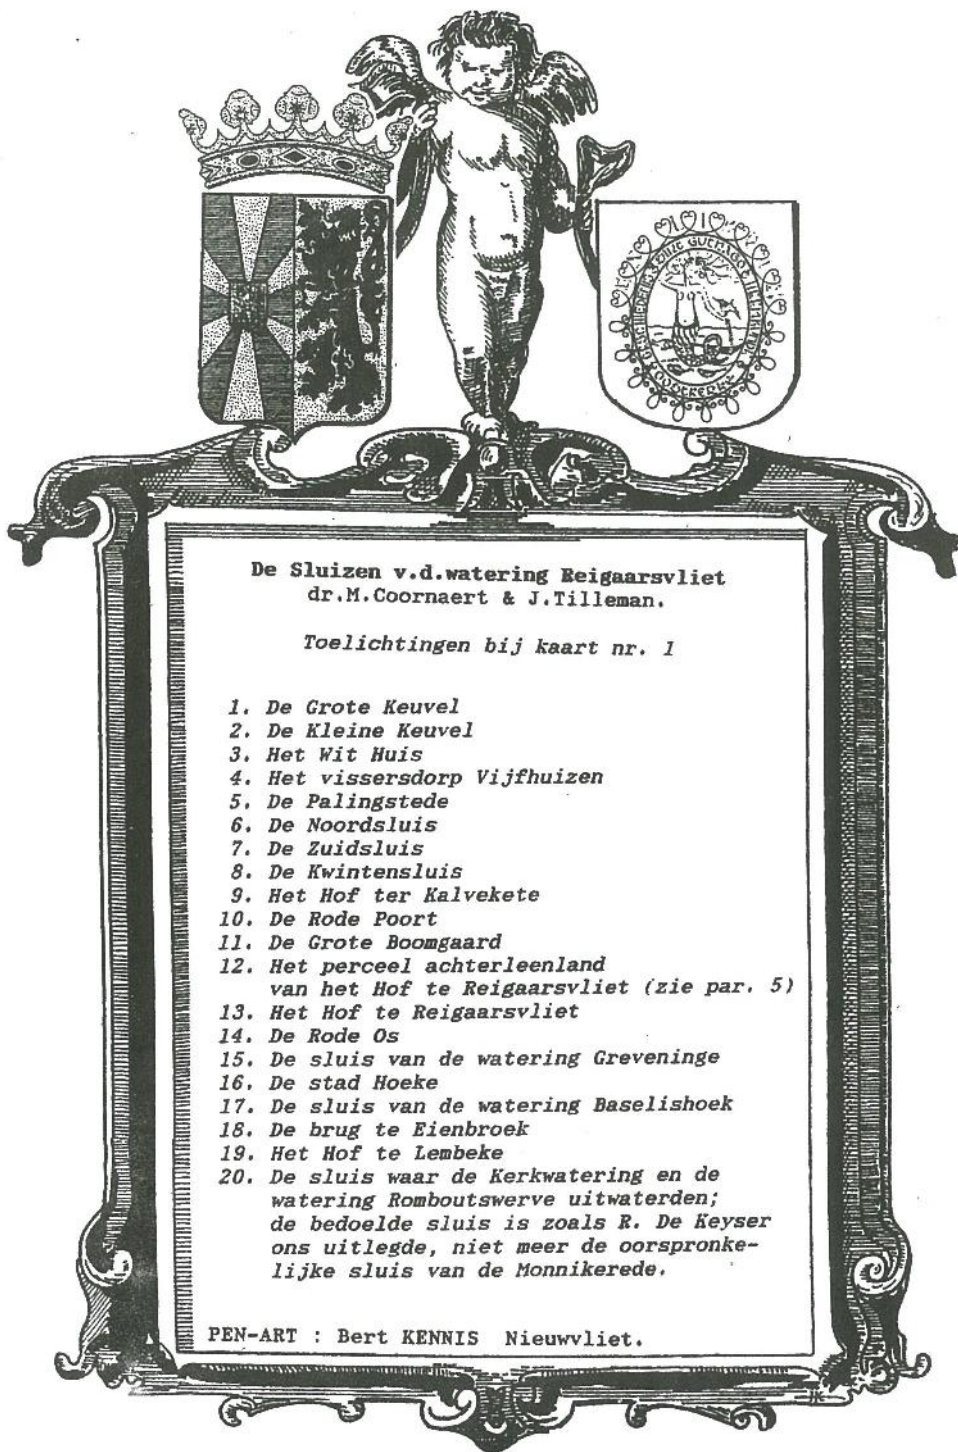 De Sluizen v.d.watering Reigaarsvliet
dr.M.Coornaert & J.Tilleman.
Toelichtingen bij kaart nr. 1
1. De Grote Keuvel
2. De Kleine Keuvel
3. Het Wit Huis
4. Het vissersdorp Vijfhuizen
5. De Palingstede
6. De Noordsluis
7. De Zuidsluis
8. De Kwintensluis
9. Het Hof ter Kalvekete
10. De Rode Poort
11. De Grote Boomgaard
12. Het perceel achterleenland
van het Hof te Reigaarsvliet (zie par. 5)
13. Het Hof te Reigaarsvliet
14. De Rode Os
15. De sluis van de watering Greveninge
16. De stad Hoeke
17. De sluis van de watering Baselishoek
18. De brug te Eienbroek
19. Het Hof te Lembeke
20. De sluis waar de Kerkwatering en de
watering Romboutswerve uitwaterden;
de bedoelde sluis is zoals R. De Keyser
ons uitlegde, niet meer de oorspronke-
lijke sluis van de Monnikerede.
PEN-ART : Bert KENNIS Nieuwvliet.